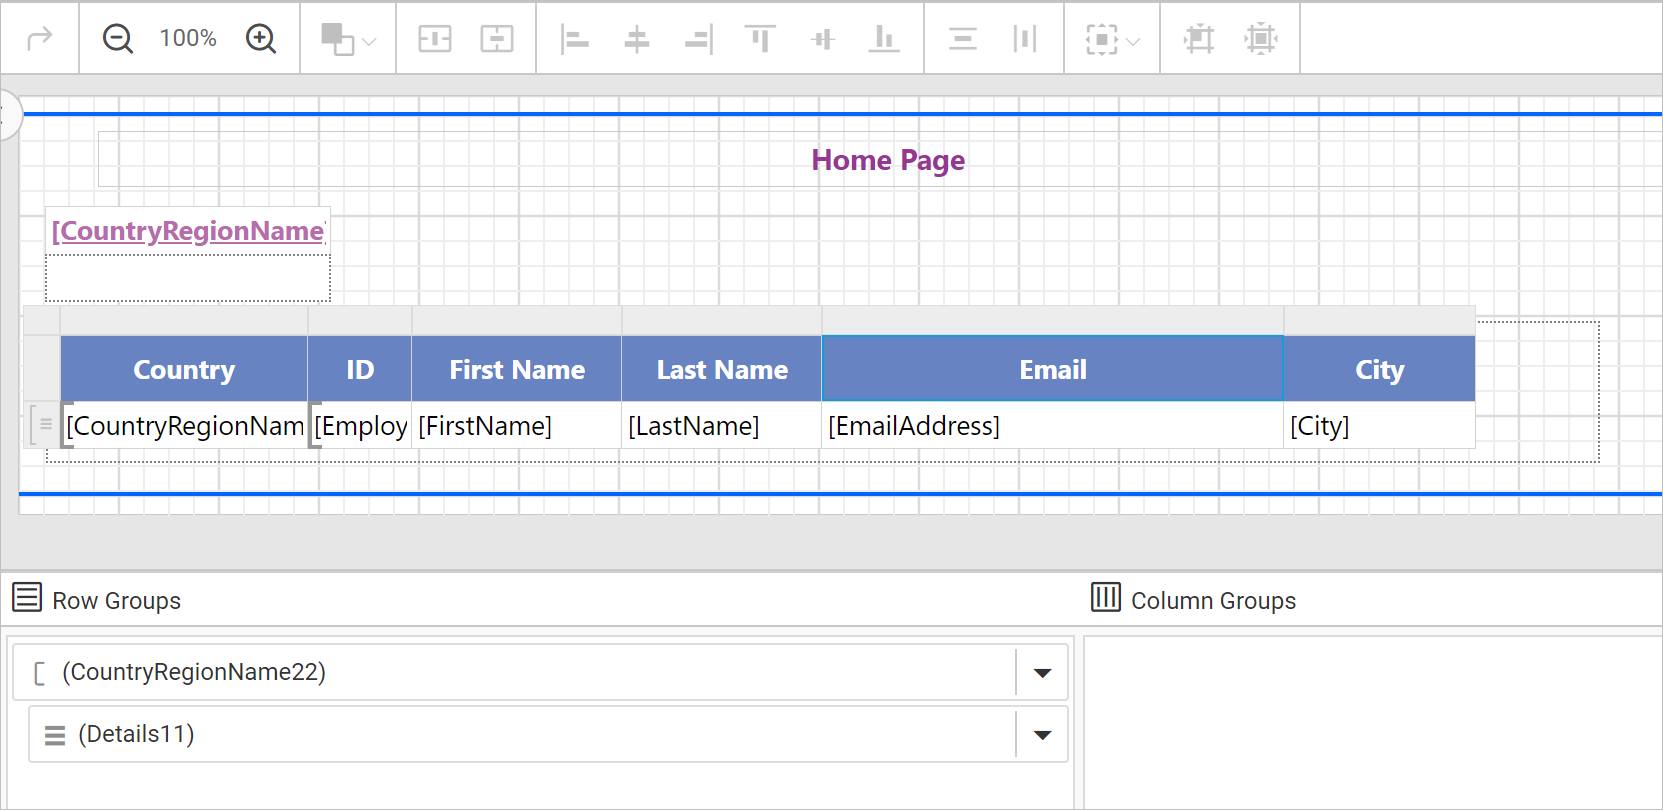 100%
Home Page
[CountryRegionName]
Country ID First Name Last Name Email City
[CountryRegionNam [Employ [FirstName] [LastName] [EmailAddress] [City]
Row Groups Column Groups
(CountryRegionName22)
(Details11)